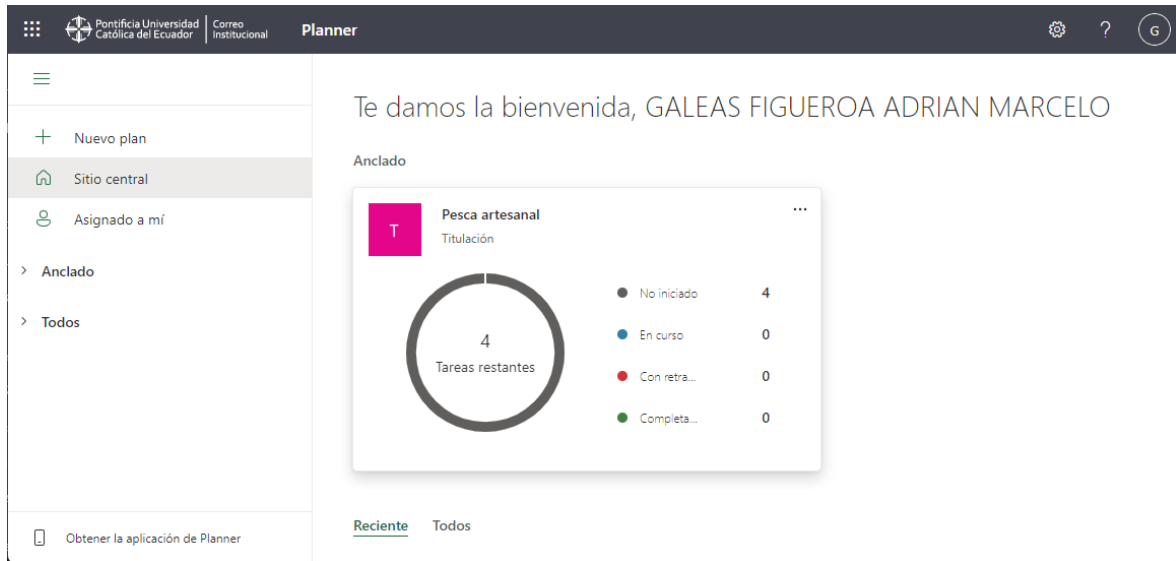 Pontificia Universidad
Católica del Ecuador
Correo
Institucional
Planner
?
G
Nuevo plan
Sitio central
Asignado a mí
Anclado
Todos
Obtener la aplicación de Planner
Te damos la bienvenida, GALEAS FIGUEROA ADRIAN MARCELO
Anclado
T
Pesca artesanal
...
Titulación
4
Tareas restantes
No iniciado 4
En curso 0
Con retra... 0
Completa... 0
Reciente Todos